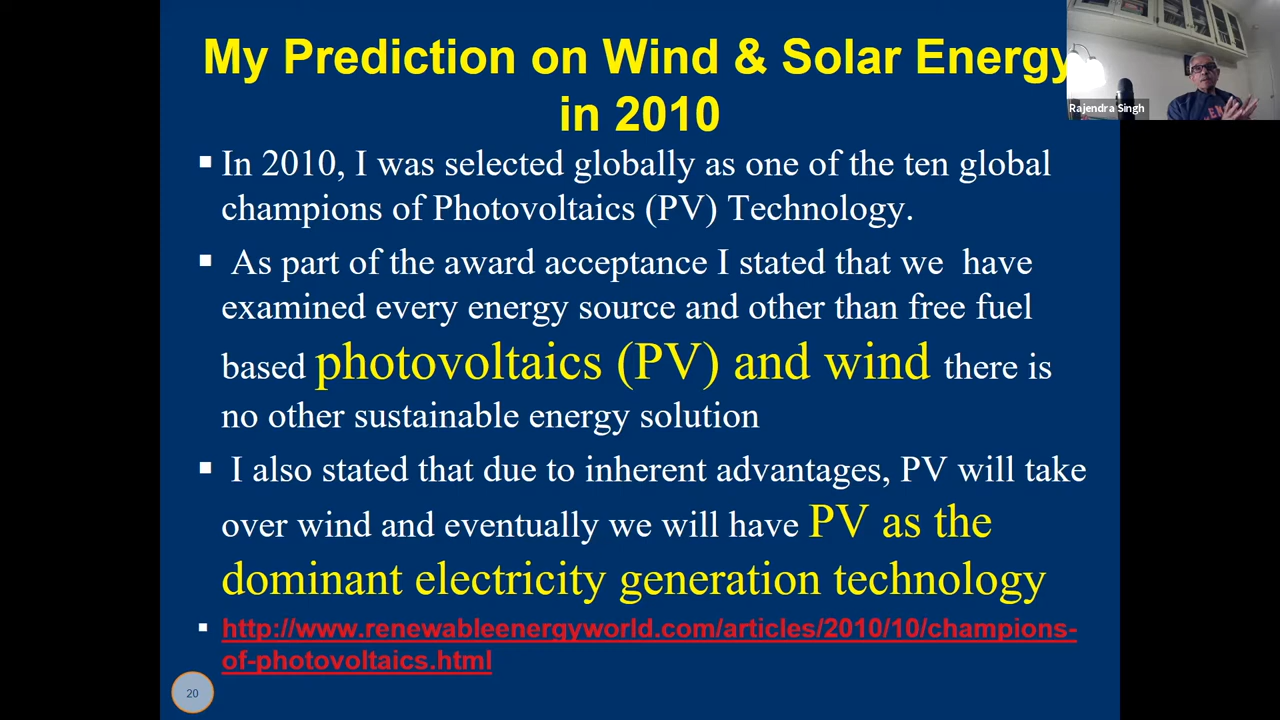 My Prediction on Wind & Solar Energy
in 2010
Rajendra Singh
▪ In 2010, I was selected globally as one of the ten global
champions of Photovoltaics (PV) Technology.
▪ As part of the award acceptance I stated that we have
examined every energy source and other than free fuel
based photovoltaics (PV) and wind there is
no other sustainable energy solution
▪ I also stated that due to inherent advantages, PV will take
over wind and eventually we will have PV as the
dominant electricity generation technology
▪ http://www.renewableenergyworld.com/articles/2010/10/champions-
of-photovoltaics.html
20